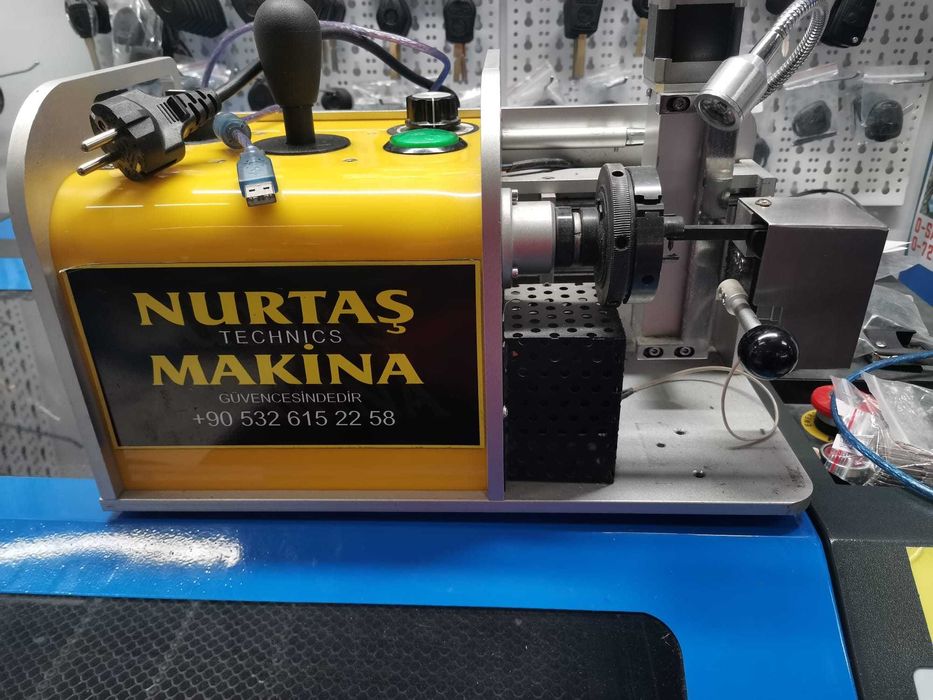 NURTAŞ
TECHNICS
MAKİNA
GÜVENCESİNDEDİR
+90 532 615 22 58